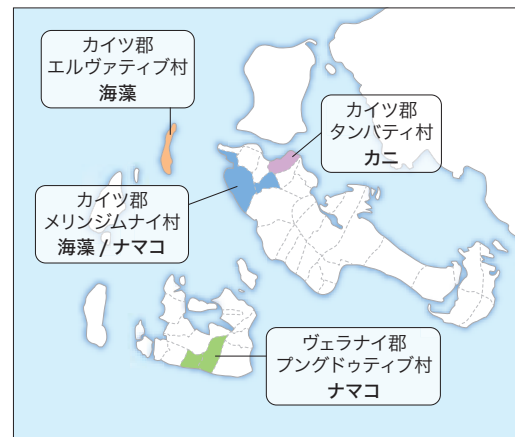 カイツ郡
エルヴァティブ村
海藻
カイツ郡
タンバティ村
カニ
カイツ郡
メリンジムナイ村
海藻 / ナマコ
ヴェラナイ郡
プングドゥティブ村
ナマコ